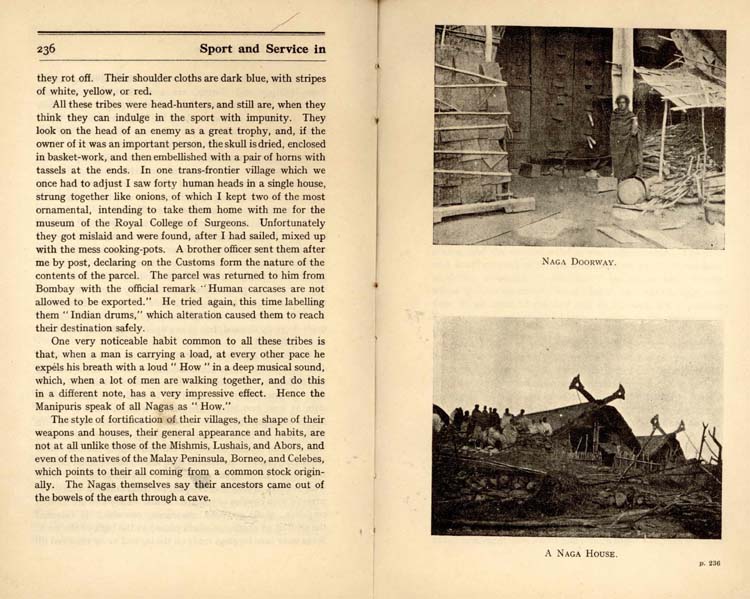 236
Sport and Service in
they rot off. Their shoulder cloths are dark blue, with stripes
of white, yellow, or red.
All these tribes were head-hunters, and still are, when they
think they can indulge in the sport with impunity. They
look on the head of an enemy as a great trophy, and, if the
owner of it was an important person, the skull is dried, enclosed
in basket-work, and then embellished with a pair of horns with
tassels at the ends. In one trans-frontier village which we
once had to adjust I saw forty human heads in a single house,
strung together like onions, of which I kept two of the most
ornamental, intending to take them home with me for the
museum of the Royal College of Surgeons. Unfortunately
they got mislaid and were found, after I had sailed, mixed up
with the mess cooking-pots. A brother officer sent them after
me by post, declaring on the Customs form the nature of the
contents of the parcel. The parcel was returned to him from
Bombay with the official remark "Human carcases are not
allowed to be exported." He tried again, this time labelling
them "Indian drums," which alteration caused them to reach
their destination safely.
One very noticeable habit common to all these tribes is
that, when a man is carrying a load, at every other pace he
expels his breath with a loud "How" in a deep musical sound,
which, when a lot of men are walking together, and do this
in a different note, has a very impressive effect. Hence the
Manipuris speak of all Nagas as "How."
The style of fortification of their villages, the shape of their
weapons and houses, their general appearance and habits, are
not at all unlike those of the Mishmis, Lushais, and Abors, and
even of the natives of the Malay Peninsula, Borneo, and Celebes,
which points to their all coming from a common stock origin-
ally. The Nagas themselves say their ancestors came out of
the bowels of the earth through a cave.
NAGA DOORWAY.
A NAGA HOUSE.
p. 236